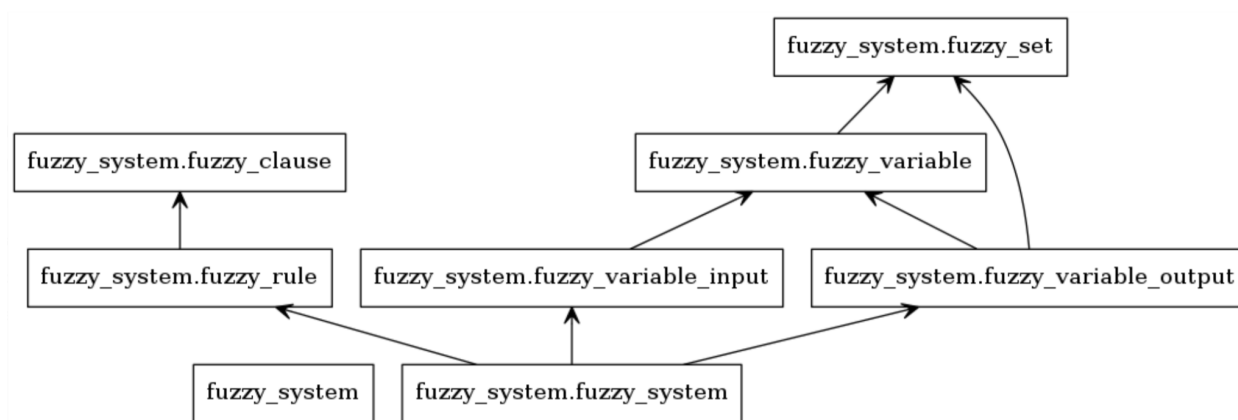 fuzzy_system.fuzzy_set
fuzzy_system.fuzzy_clause
fuzzy_system.fuzzy_variable
fuzzy_system.fuzzy_rule
fuzzy_system.fuzzy_variable_input
fuzzy_system.fuzzy_variable_output
fuzzy_system
fuzzy_system.fuzzy_system